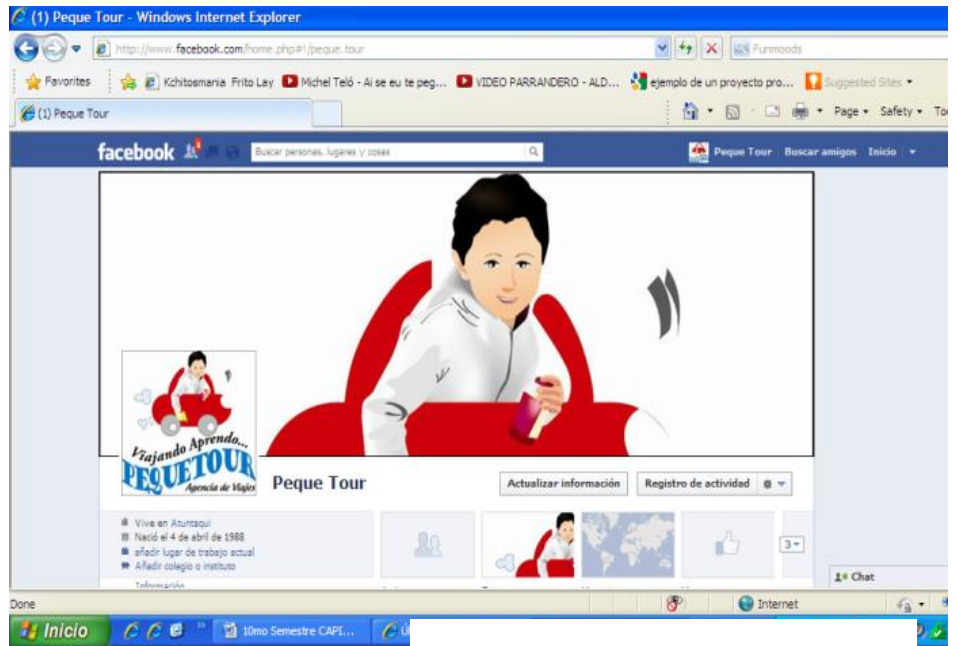 (1) Peque Tour - Windows Internet Explorer
http://www.facebook.com/home.php#!/peque.tour
Funmoods
Favorites
Kchitosmania Frito Lay
Michel Teló - Ai se eu te peg...
VIDEO PARRANDERO - ALD...
ejemplo de un proyecto pro...
Suggested Sites
(1) Peque Tour
Page
Safety
facebook
Buscar personas, lugares y cosas
Peque Tour
Buscar amigos
Inicio
Viajando Aprendo...
PEQUETOUR
Agencia de Viajes
Peque Tour
Actualizar información
Registro de actividad
Vive en Atuntaqui
Nació el 4 de abril de 1988
añadir lugar de trabajo actual
Añadir colegio o instituto
3
Chat
Done
Internet
Inicio
10mo Semestre CAPI...